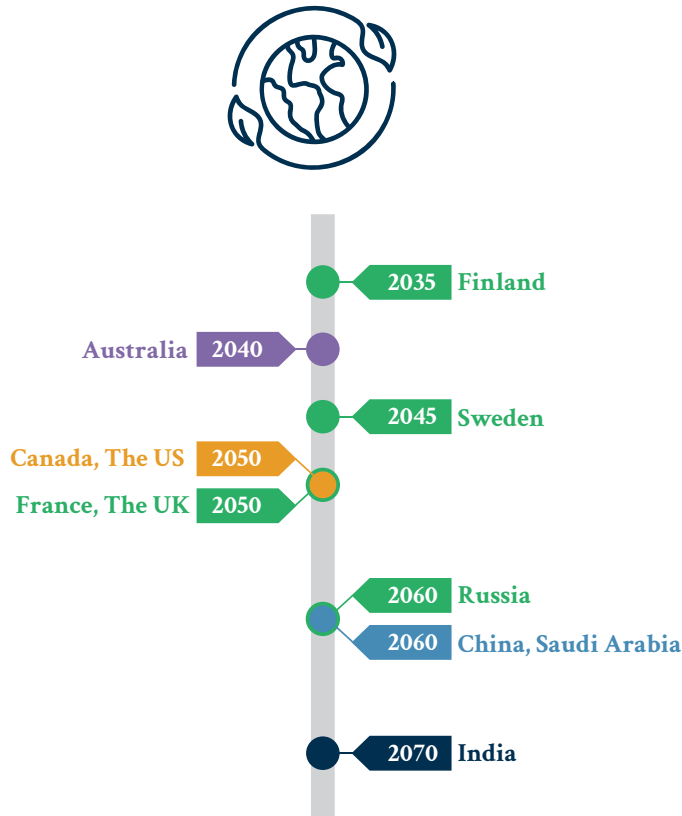 2035 Finland
Australia 2040
2045 Sweden
Canada, The US 2050
France, The UK 2050
2060 Russia
2060 China, Saudi Arabia
2070 India